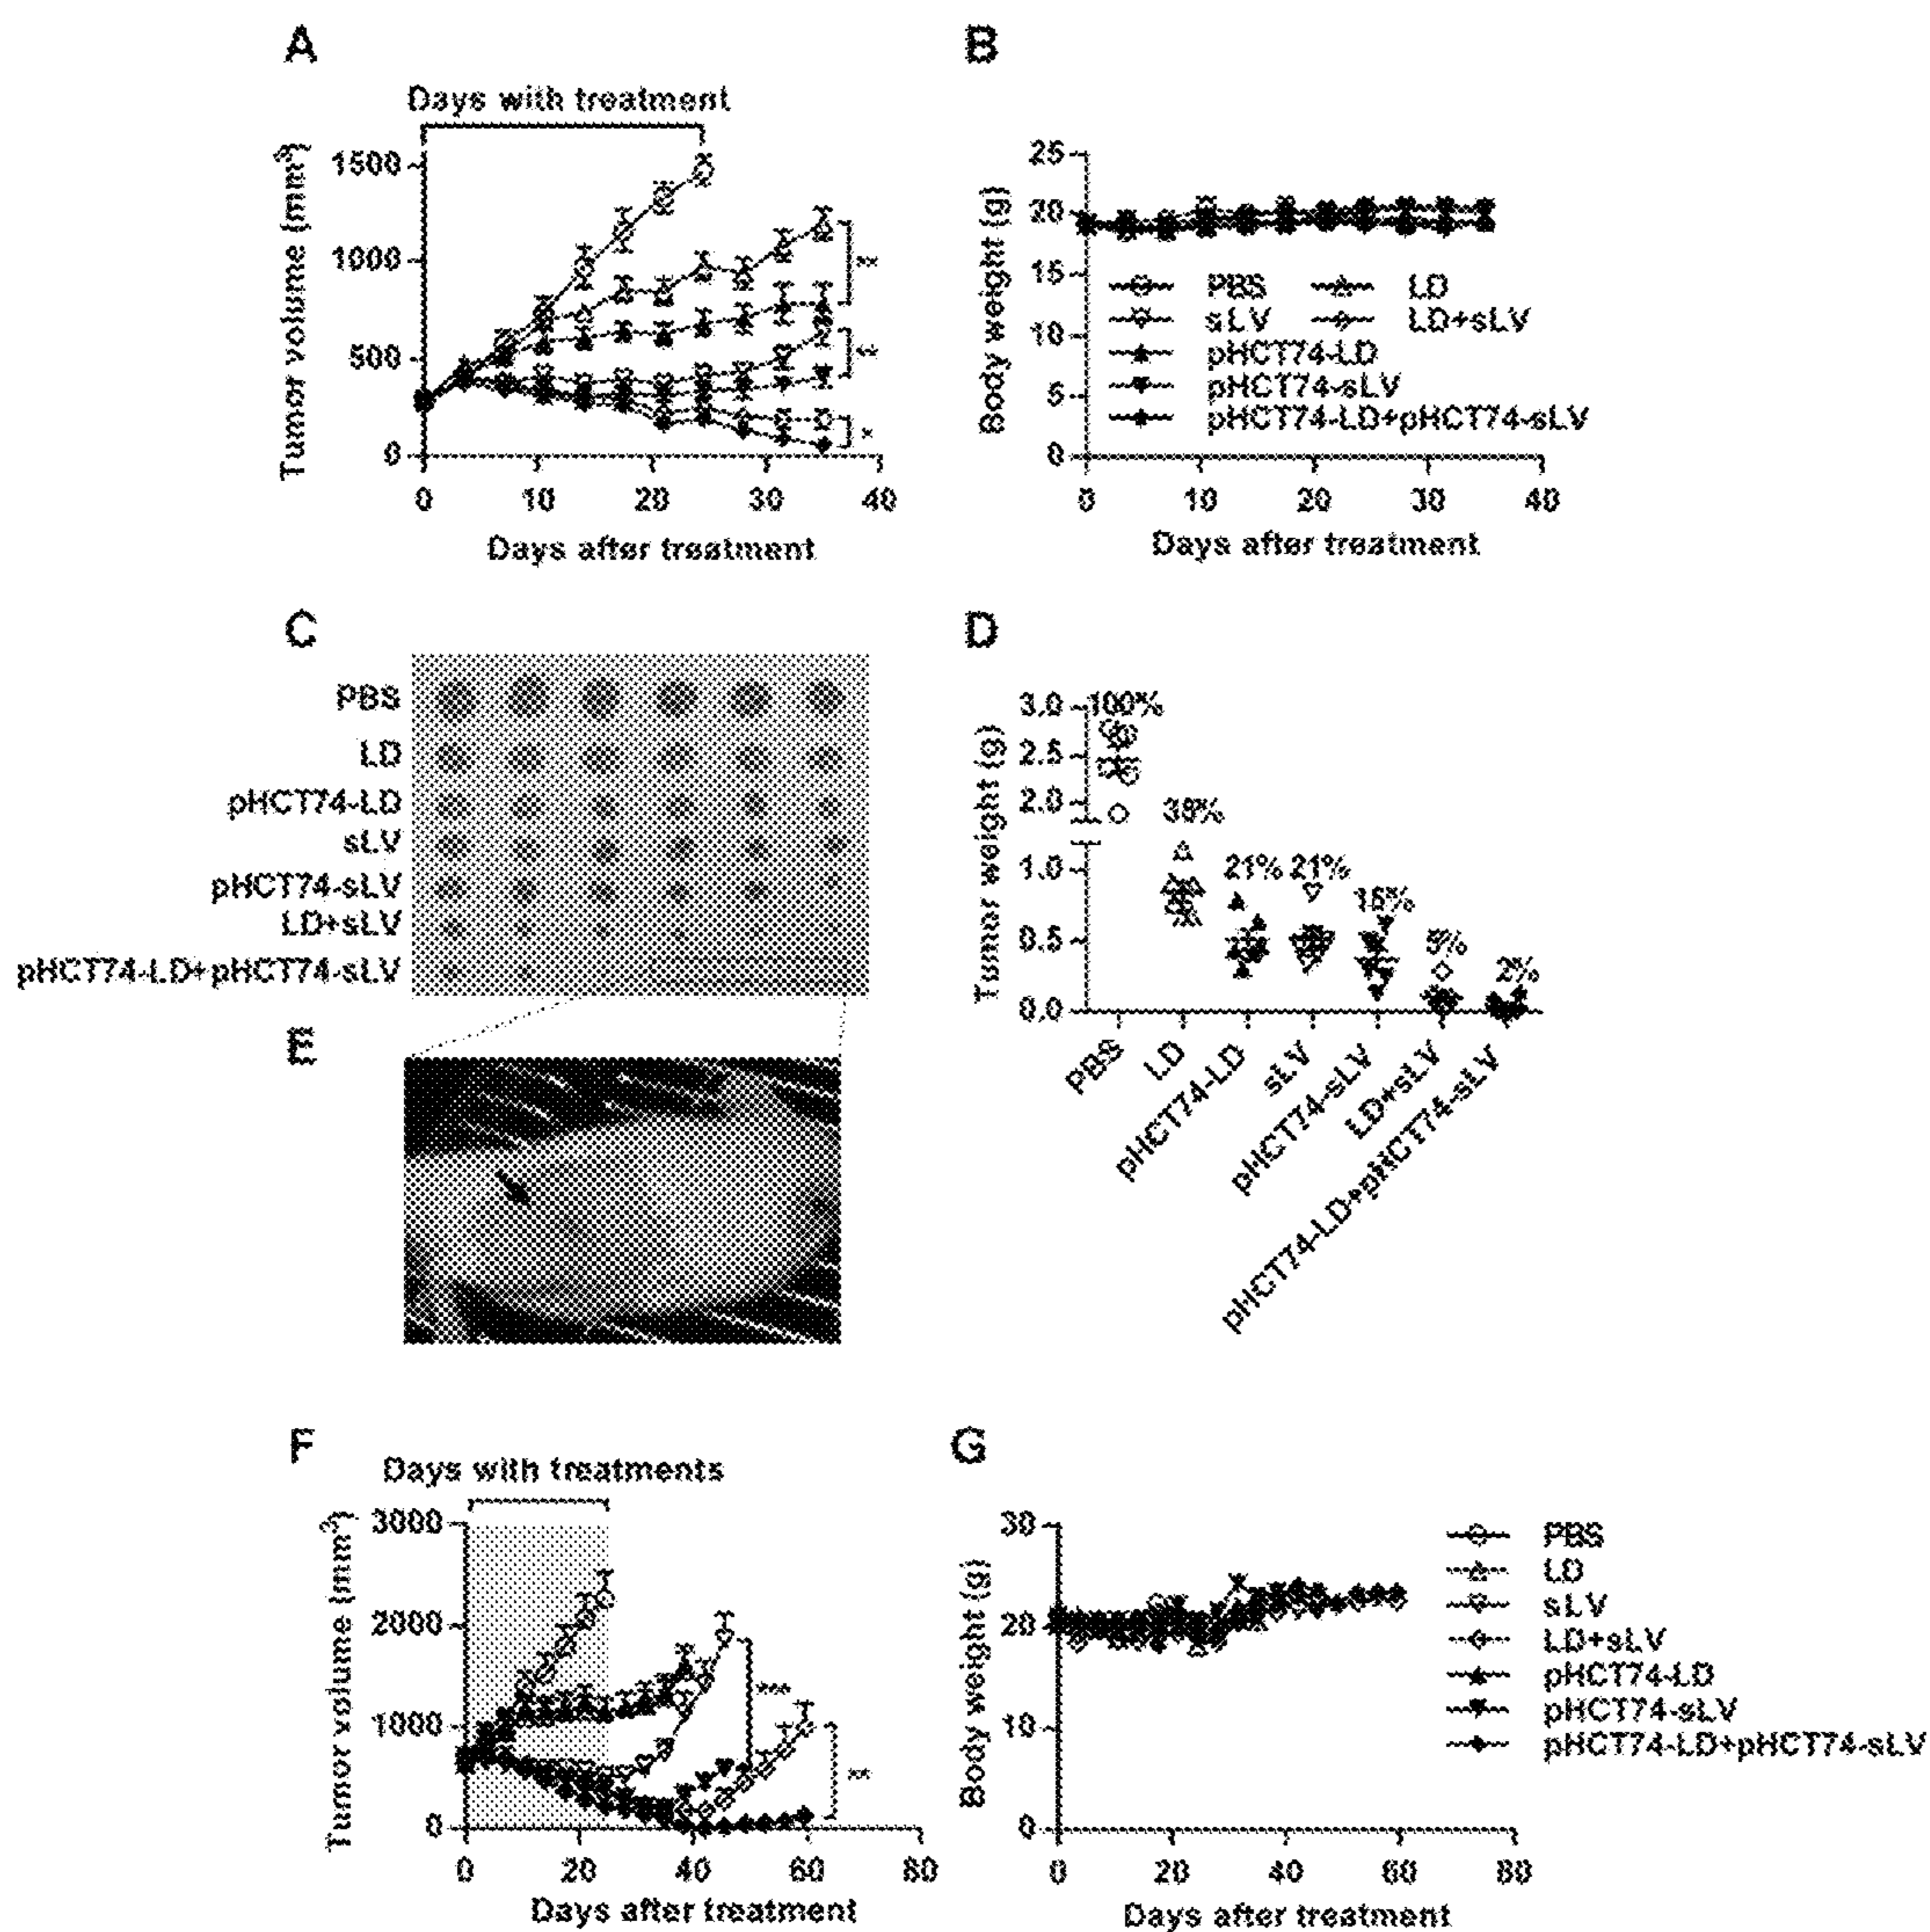 A
Days with treatment
Tumor volume (mm³)
1500
1000
500
0
0 10 20 30 40
Days after treatment
*
*
*
B
Body weight (g)
25
20
15
10
5
0
0 10 20 30 40
Days after treatment
PBS LD
sLV LD+sLV
pHCT74-LD
pHCT74-sLV
pHCT74-LD+pHCT74-sLV
C
PBS
LD
pHCT74-LD
sLV
pHCT74-sLV
LD+sLV
pHCT74-LD+pHCT74-sLV
D
Tumor weight (g)
3.0
2.5
2.0
1.0
0.5
0.0
100%
21% 21%
5%
2%
PBS
LD
pHCT74-LD
sLV
pHCT74-sLV
LD+sLV
pHCT74-LD+pHCT74-sLV
E
F
Days with treatments
Tumor volume (mm³)
3000
2000
1000
0
0 20 40 60 80
Days after treatment
G
Body weight (g)
30
20
10
0
0 20 40 60 80
Days after treatment
PBS
LD
sLV
LD+sLV
pHCT74-LD
pHCT74-sLV
pHCT74-LD+pHCT74-sLV